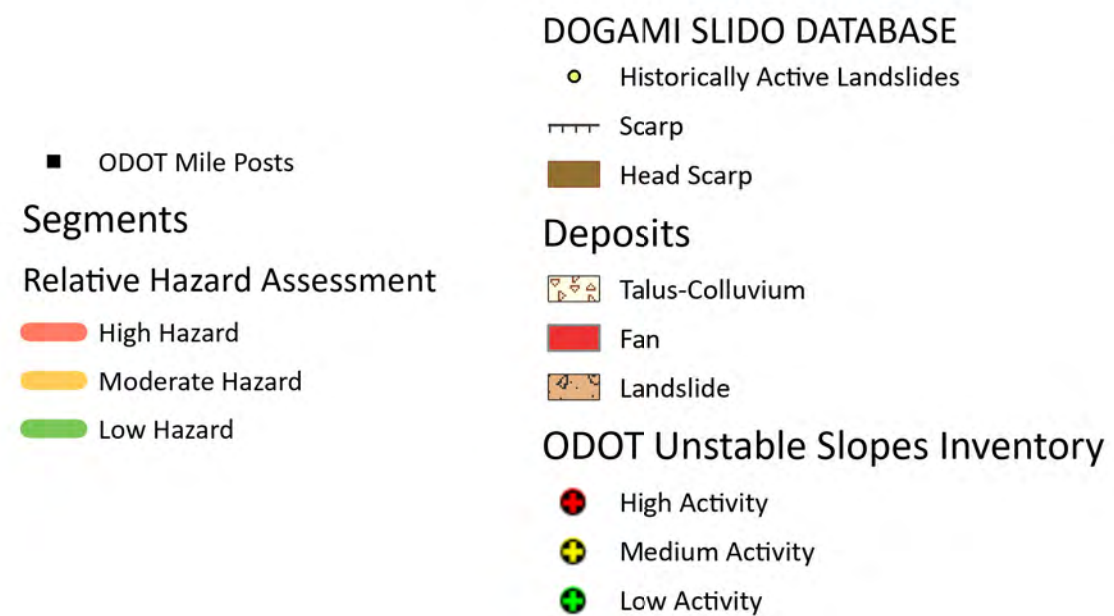 ODOT Mile Posts
Segments
Relative Hazard Assessment
High Hazard
Moderate Hazard
Low Hazard
DOGAMI SLIDO DATABASE
Historically Active Landslides
Scarp
Head Scarp
Deposits
Talus-Colluvium
Fan
Landslide
ODOT Unstable Slopes Inventory
High Activity
Medium Activity
Low Activity